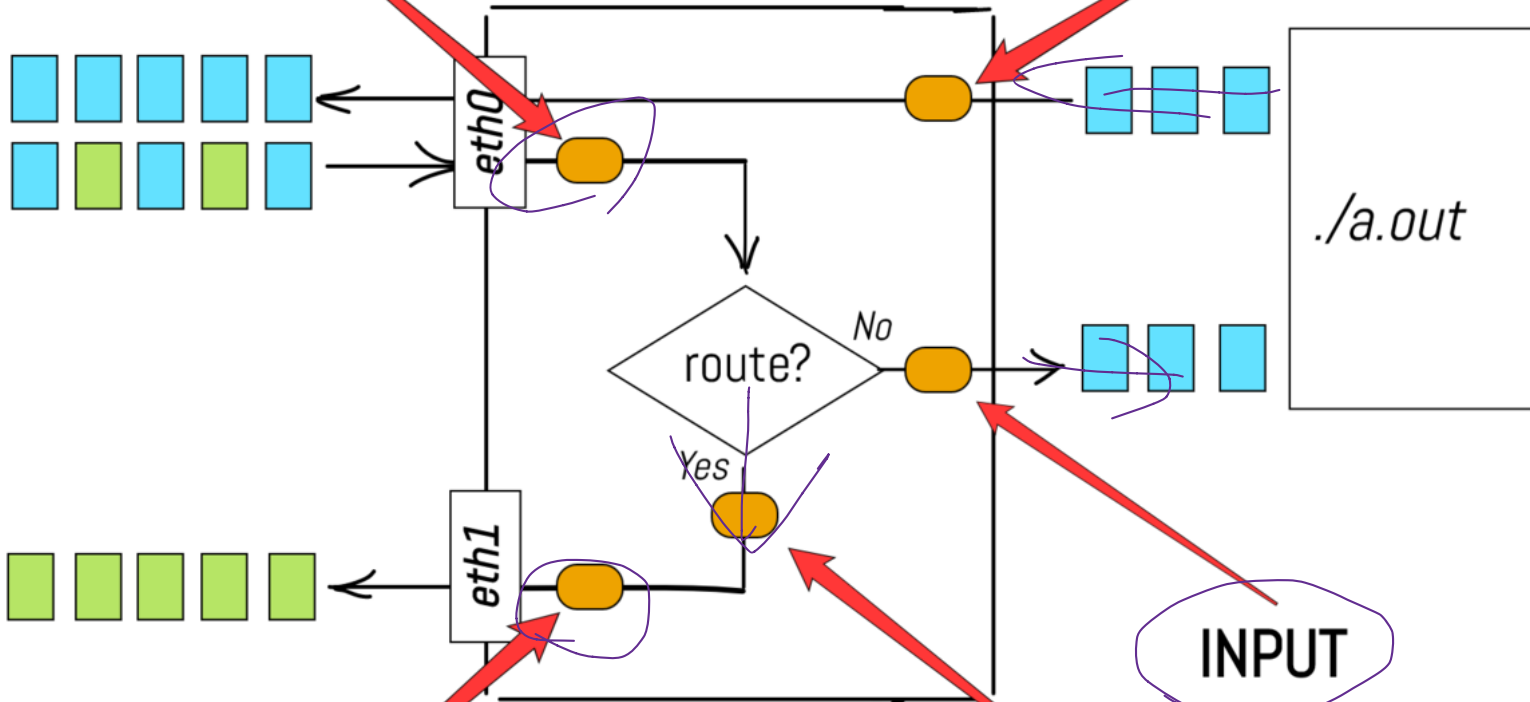 eth0
./a.out
No
route?
Yes
eth1
INPUT